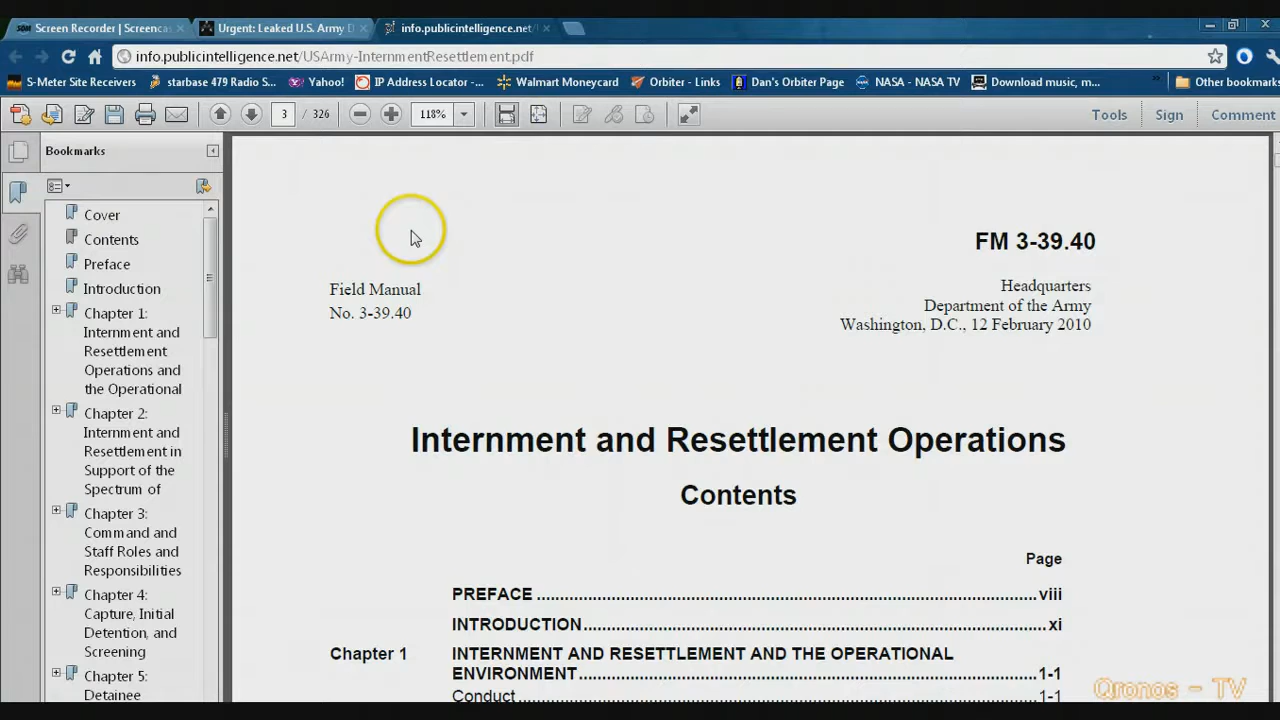 Screen Recorder | Screencas
Urgent: Leaked U.S. Army D
info.publicintelligence.net/
info.publicintelligence.net/USArmy-InternmentResettlement.pdf
S-Meter Site Receivers
starbase 479 Radio S...
Yahoo!
IP Address Locator - ...
Walmart Moneycard
Orbiter - Links
Dan's Orbiter Page
NASA - NASA TV
Download music, m...
»
Other bookmarks
3 / 326
118%
Tools
Sign
Comment
Bookmarks
Cover
Contents
Preface
Introduction
Chapter 1:
Internment and
Resettlement
Operations and
the Operational
Chapter 2:
Internment and
Resettlement in
Support of the
Spectrum of
Chapter 3:
Command and
Staff Roles and
Responsibilities
Chapter 4:
Capture, Initial
Detention, and
Screening
Chapter 5:
Detainee
FM 3-39.40
Field Manual
No. 3-39.40
Headquarters
Department of the Army
Washington, D.C., 12 February 2010
Internment and Resettlement Operations
Contents
Page
PREFACE ........ viii
INTRODUCTION ........ xi
Chapter 1 INTERNMENT AND RESETTLEMENT AND THE OPERATIONAL
ENVIRONMENT ........ 1-1
Conduct ........ 1-1
Qronos - TV